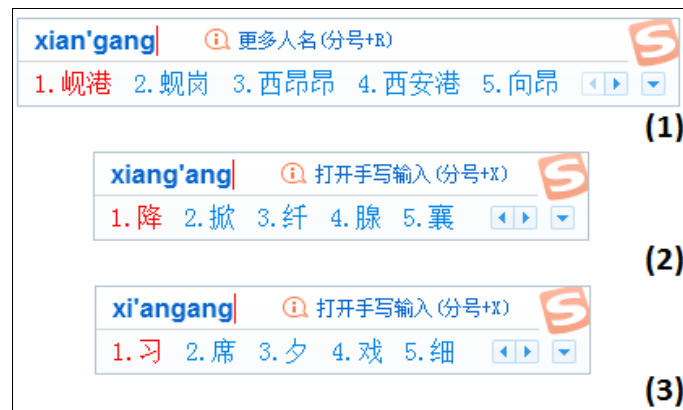 xian'gang 更多人名(分号+R)
1.岘港 2.蚬岗 3.西昂昂 4.西安港 5.向昂
(1)
xiang'ang 打开手写输入(分号+X)
1.降 2.掀 3.纤 4.腺 5.襄
(2)
xi'angang 打开手写输入(分号+X)
1.习 2.席 3.夕 4.戏 5.细
(3)